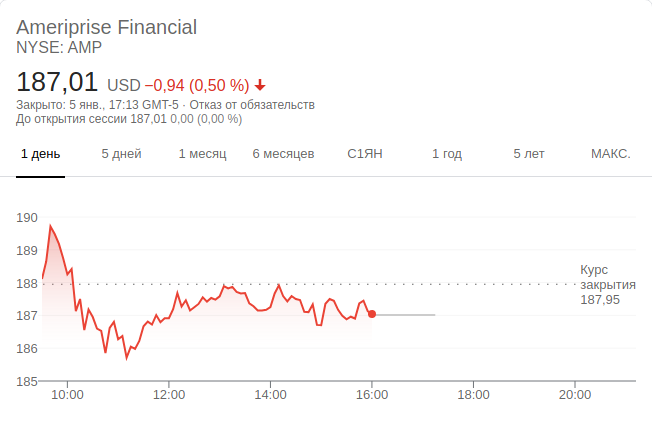 Ameriprise Financial
NYSE: AMP
187,01 USD −0,94 (0,50 %)
Закрыто: 5 янв., 17:13 GMT-5 · Отказ от обязательств
До открытия сессии 187,01 0,00 (0,00 %)
1 день 5 дней 1 месяц 6 месяцев С1ЯН 1 год 5 лет МАКС.
190
189
188
187
186
185
Курс
закрытия
187,95
10:00 12:00 14:00 16:00 18:00 20:00